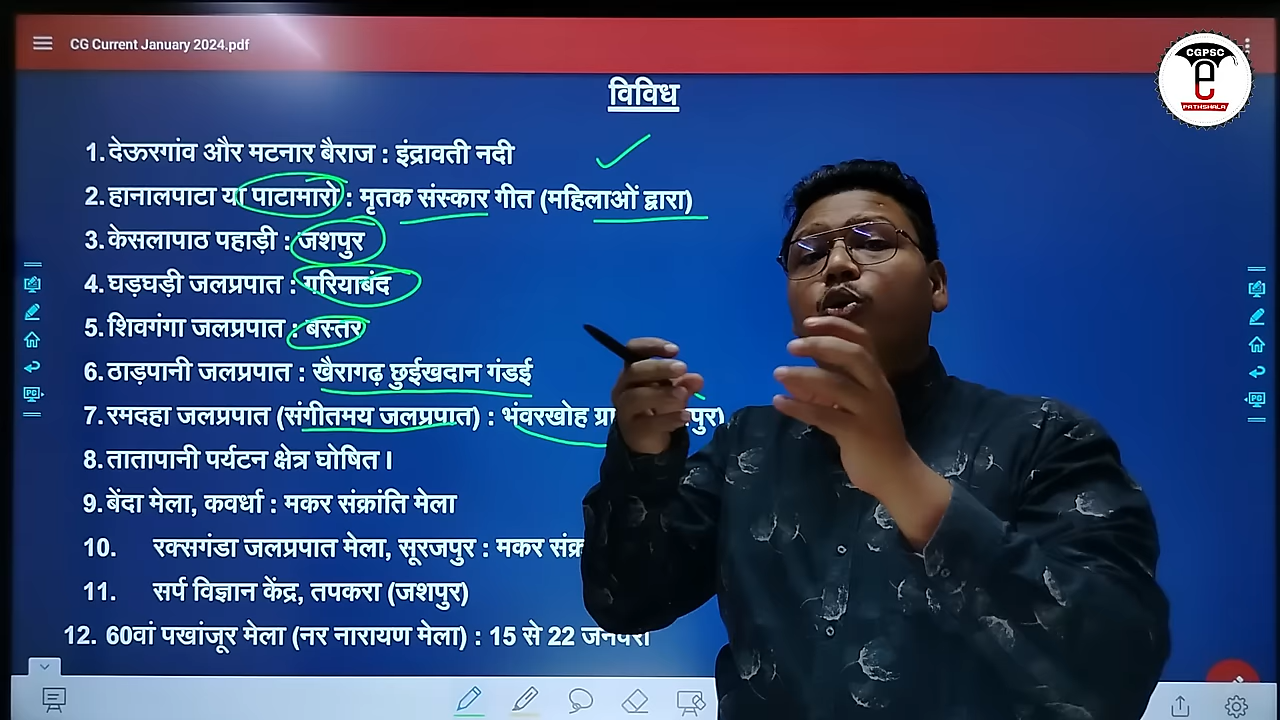 CG Current January 2024.pdf
CGPSC
e
PATHSHALA
विविध
1. देऊरगांव और मटनार बैराज : इंद्रावती नदी
2. हानालपाटा या पाटामारो : मृतक संस्कार गीत (महिलाओं द्वारा)
3. केसलापाठ पहाड़ी : जशपुर
4. घड़घड़ी जलप्रपात : गरियाबंद
5. शिवगंगा जलप्रपात : बस्तर
6. ठाड़पानी जलप्रपात : खैरागढ़ छुईखदान गंडई
7. रमदहा जलप्रपात (संगीतमय जलप्रपात) : भंवरखोह
8. तातापानी पर्यटन क्षेत्र घोषित ।
9. बेंदा मेला, कवर्धा : मकर संक्रांति मेला
10. रक्सगंडा जलप्रपात मेला, सूरजपुर : मकर
11. सर्प विज्ञान केंद्र, तपकरा (जशपुर)
12. 60वां पखांजूर मेला (नर नारायण मेला) : 15 से 22 जनवरी
PC
PC